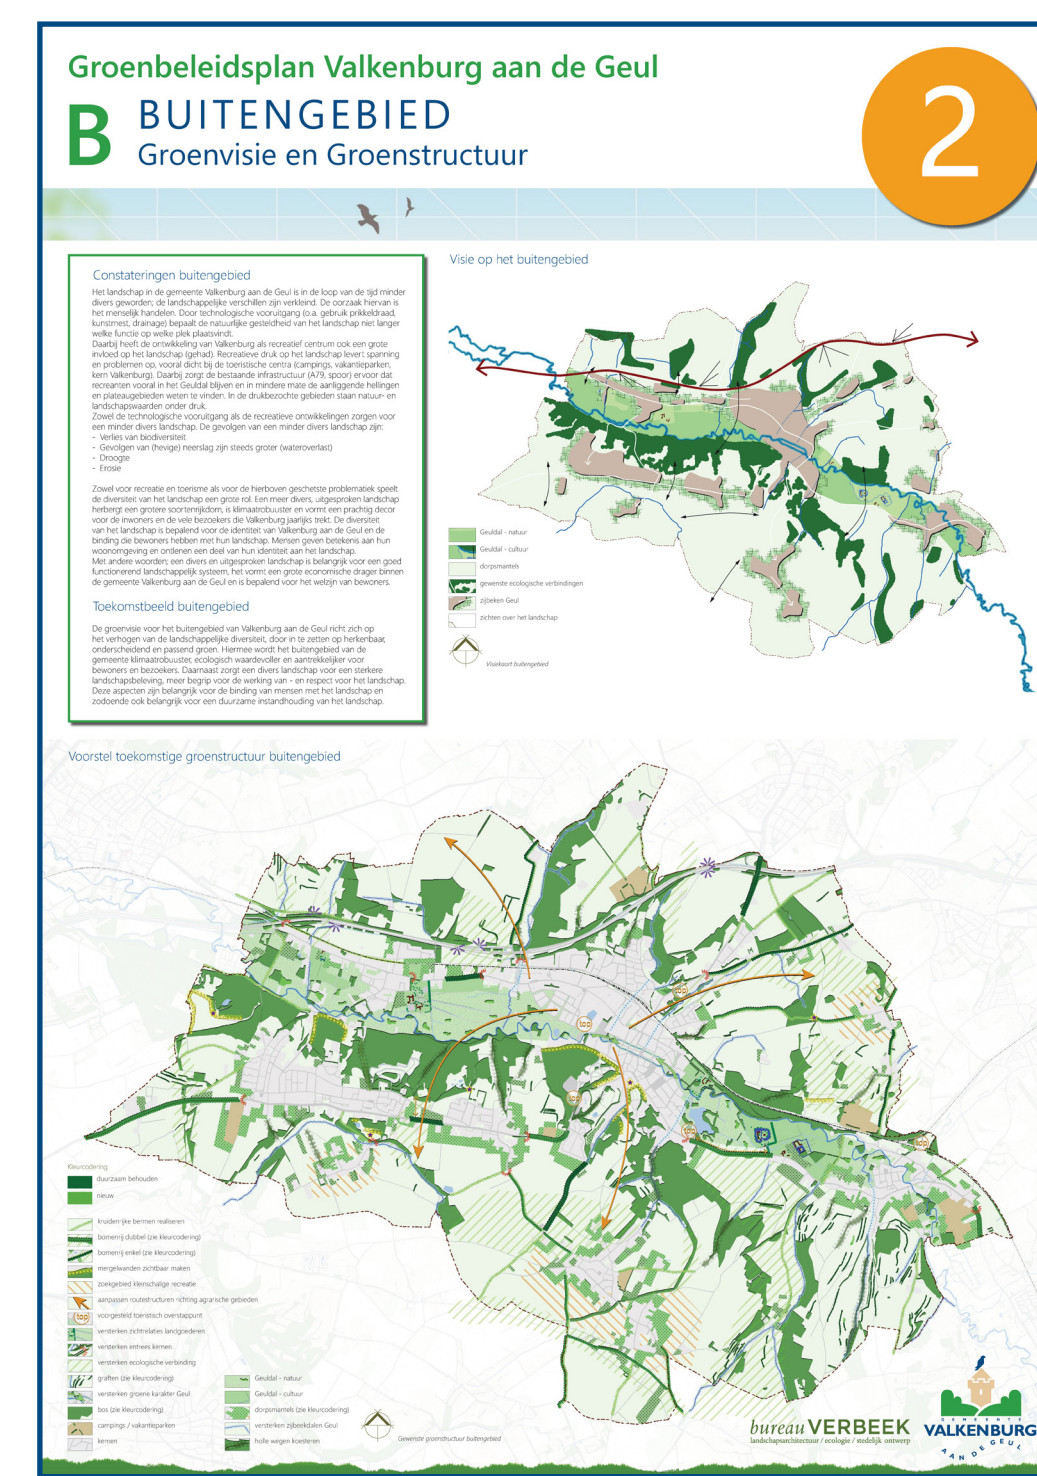 Groenbeleidsplan Valkenburg aan de Geul
B BUITENGEBIED
Groenvisie en Groenstructuur
2
Constateringen buitengebied
Het landschap in de gemeente Valkenburg aan de Geul is in de loop van de tijd minder
divers geworden; de landschappelijke verschillen zijn verkleind. De oorzaak hiervan is
het menselijk handelen. Door technologische vooruitgang (o.a. gebruik prikkeldraad,
kunstmest, drainage) bepaalt de natuurlijke gesteldheid van het landschap niet langer
welke functie op welke plek plaatsvindt.
Daarbij heeft de ontwikkeling van Valkenburg als recreatief centrum ook een grote
invloed op het landschap (gehad). Recreatieve druk op het landschap levert spanning
en problemen op, vooral dicht bij de toeristische centra (campings, vakantieparken,
kern Valkenburg). Daarbij zorgt de bestaande infrastructuur (A79, spoor) ervoor dat
recreanten vooral in het Geuldal blijven en in mindere mate de aanliggende hellingen
en plateaugebieden weten te vinden. In de drukbezochte gebieden staan natuur- en
landschapswaarden onder druk.
Zowel de technologische vooruitgang als de recreatieve ontwikkelingen zorgen voor
een minder divers landschap. De gevolgen van een minder divers landschap zijn:
- Verlies van biodiversiteit
- Gevolgen van (hevige) neerslag zijn steeds groter (wateroverlast)
- Droogte
- Erosie
Zowel voor recreatie en toerisme als voor de hierboven geschetste problematiek speelt
de diversiteit van het landschap een grote rol. Een meer divers, uitgesproken landschap
herbergt een grotere soortenrijkdom, is klimaatrobuuster en vormt een prachtig decor
voor de inwoners en de vele bezoekers die Valkenburg jaarlijks trekt. De diversiteit
van het landschap is bepalend voor de identiteit van Valkenburg aan de Geul en de
binding die bewoners hebben met hun landschap. Mensen geven betekenis aan hun
woonomgeving en ontlenen een deel van hun identiteit aan het landschap.
Met andere woorden; een divers en uitgesproken landschap is belangrijk voor een goed
functionerend landschappelijk systeem, het vormt een grote economische drager binnen
de gemeente Valkenburg aan de Geul en is bepalend voor het welzijn van bewoners.
Toekomstbeeld buitengebied
De groenvisie voor het buitengebied van Valkenburg aan de Geul richt zich op
het verhogen van de landschappelijke diversiteit, door in te zetten op herkenbaar,
onderscheidend en passend groen. Hiermee wordt het buitengebied van de
gemeente klimaatrobuuster, ecologisch waardevoller en aantrekkelijker voor
bewoners en bezoekers. Daarnaast zorgt een divers landschap voor een sterkere
landschapsbeleving, meer begrip voor de werking van - en respect voor het landschap.
Deze aspecten zijn belangrijk voor de binding van mensen met het landschap en
zodoende ook belangrijk voor een duurzame instandhouding van het landschap.
Visie op het buitengebied
Geuldal - natuur
Geuldal - cultuur
dorpsmantels
gewenste ecologische verbindingen
zijbeken Geul
zichten over het landschap
Visiekaart buitengebied
Voorstel toekomstige groenstructuur buitengebied
top
top
top
top
top
Kleurcodering
duurzaam behouden
nieuw
kruidenrijke bermen realiseren
bomenrij dubbel (zie kleurcodering)
bomenrij enkel (zie kleurcodering)
mergelwanden zichtbaar maken
zoekgebied kleinschalige recreatie
aanpassen routestructuren richting agrarische gebieden
top voorgesteld toeristisch overstappunt
versterken zichtrelaties landgoederen
versterken entrees kernen
versterken ecologische verbinding
graften (zie kleurcodering)
versterken groene karakter Geul
bos (zie kleurcodering)
campings / vakantieparken
kernen
Geuldal - natuur
Geuldal - cultuur
dorpsmantels (zie kleurcodering)
versterken zijbeekdalen Geul
holle wegen koesteren
Gewenste groenstructuur buitengebied
bureau VERBEEK
landschapsarchitectuur / ecologie / stedelijk ontwerp
GEMEENTE
VALKENBURG
AAN DE GEUL